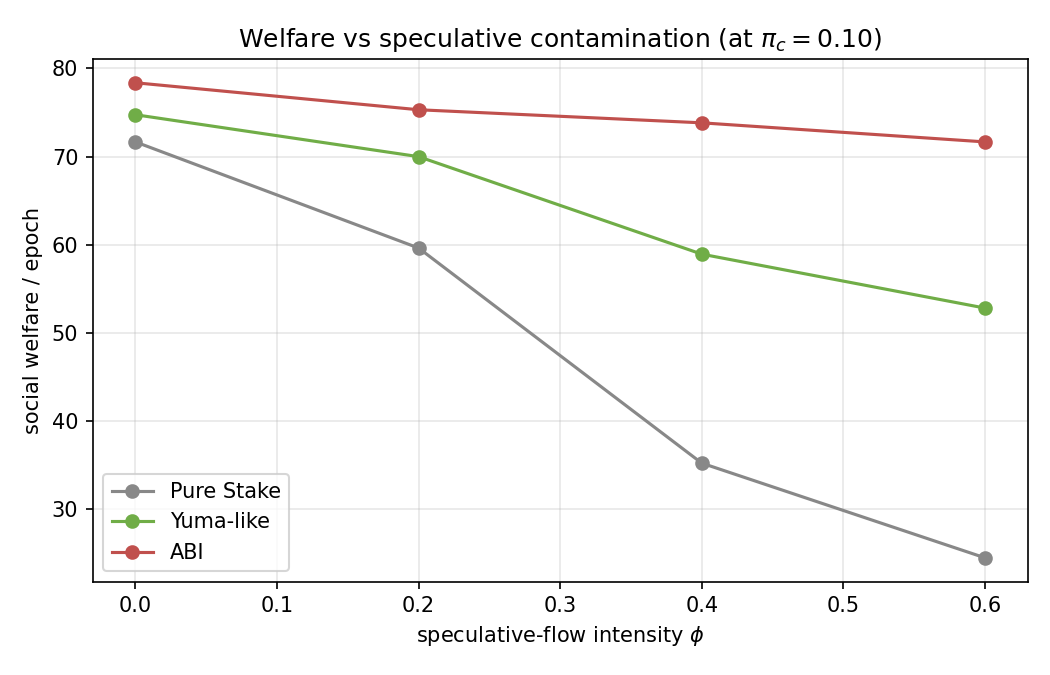 Welfare vs speculative contamination (at π_c = 0.10)
social welfare / epoch
80
70
60
50
40
30
Pure Stake
Yuma-like
ABI
0.0 0.1 0.2 0.3 0.4 0.5 0.6
speculative-flow intensity ϕ